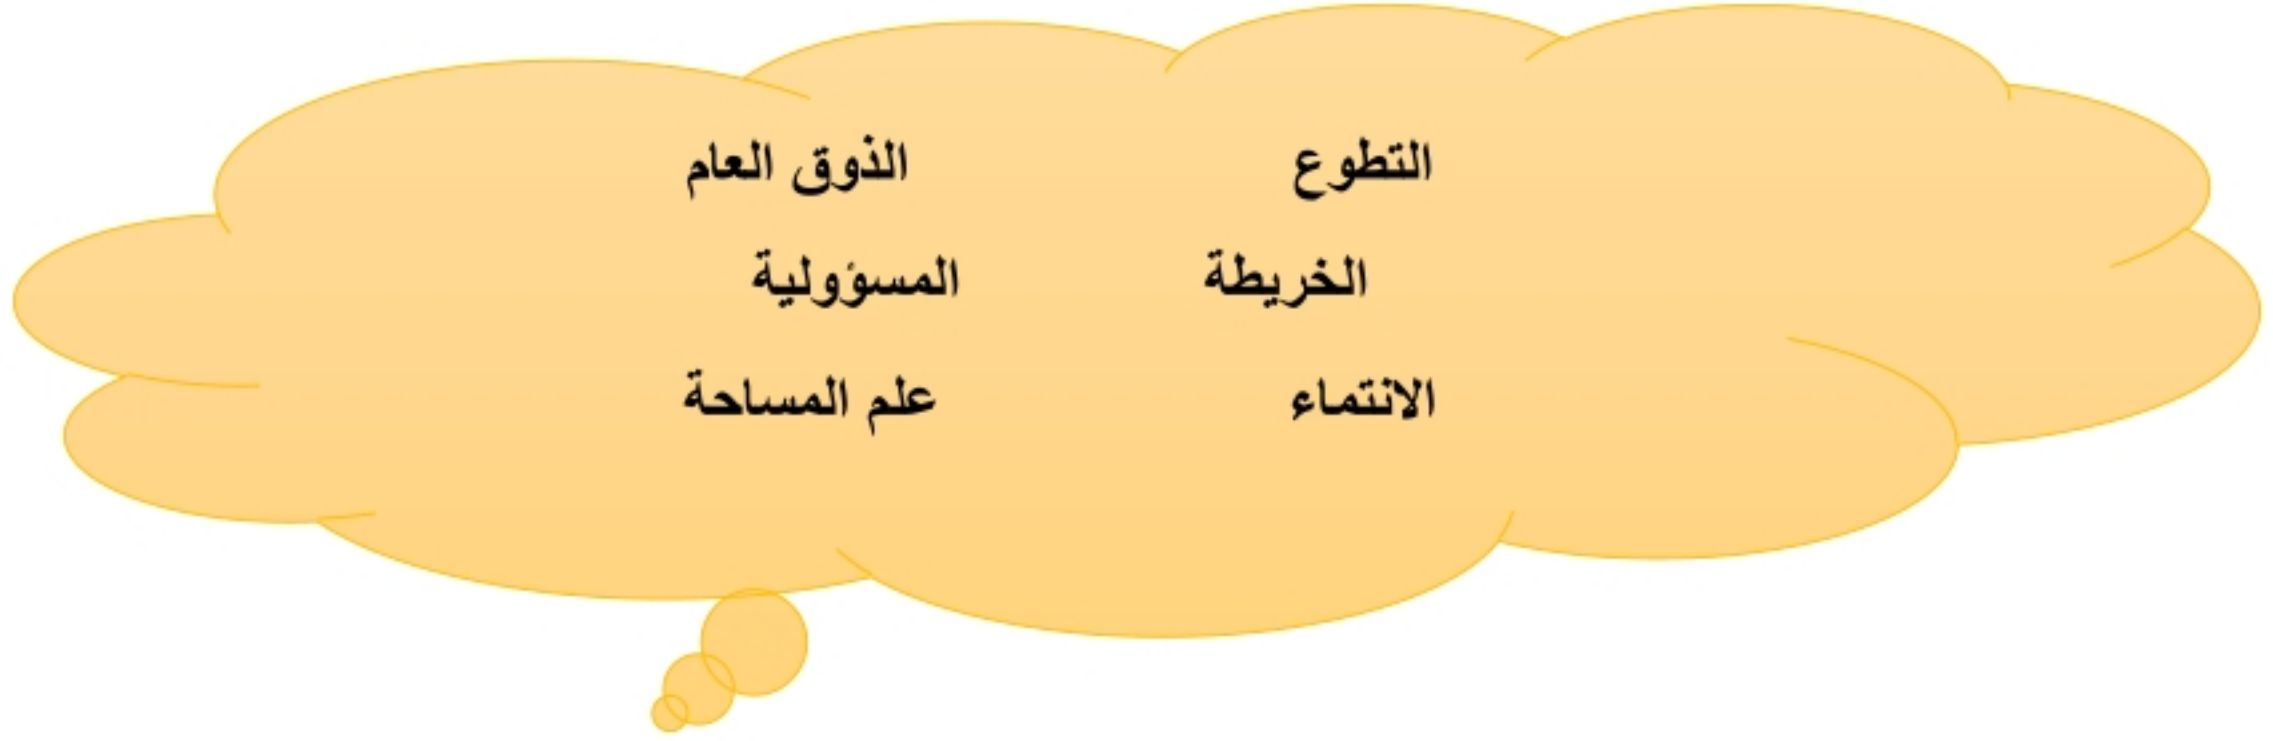 التطوع الذوق العام
الخريطة المسؤولية
الانتماء علم المساحة